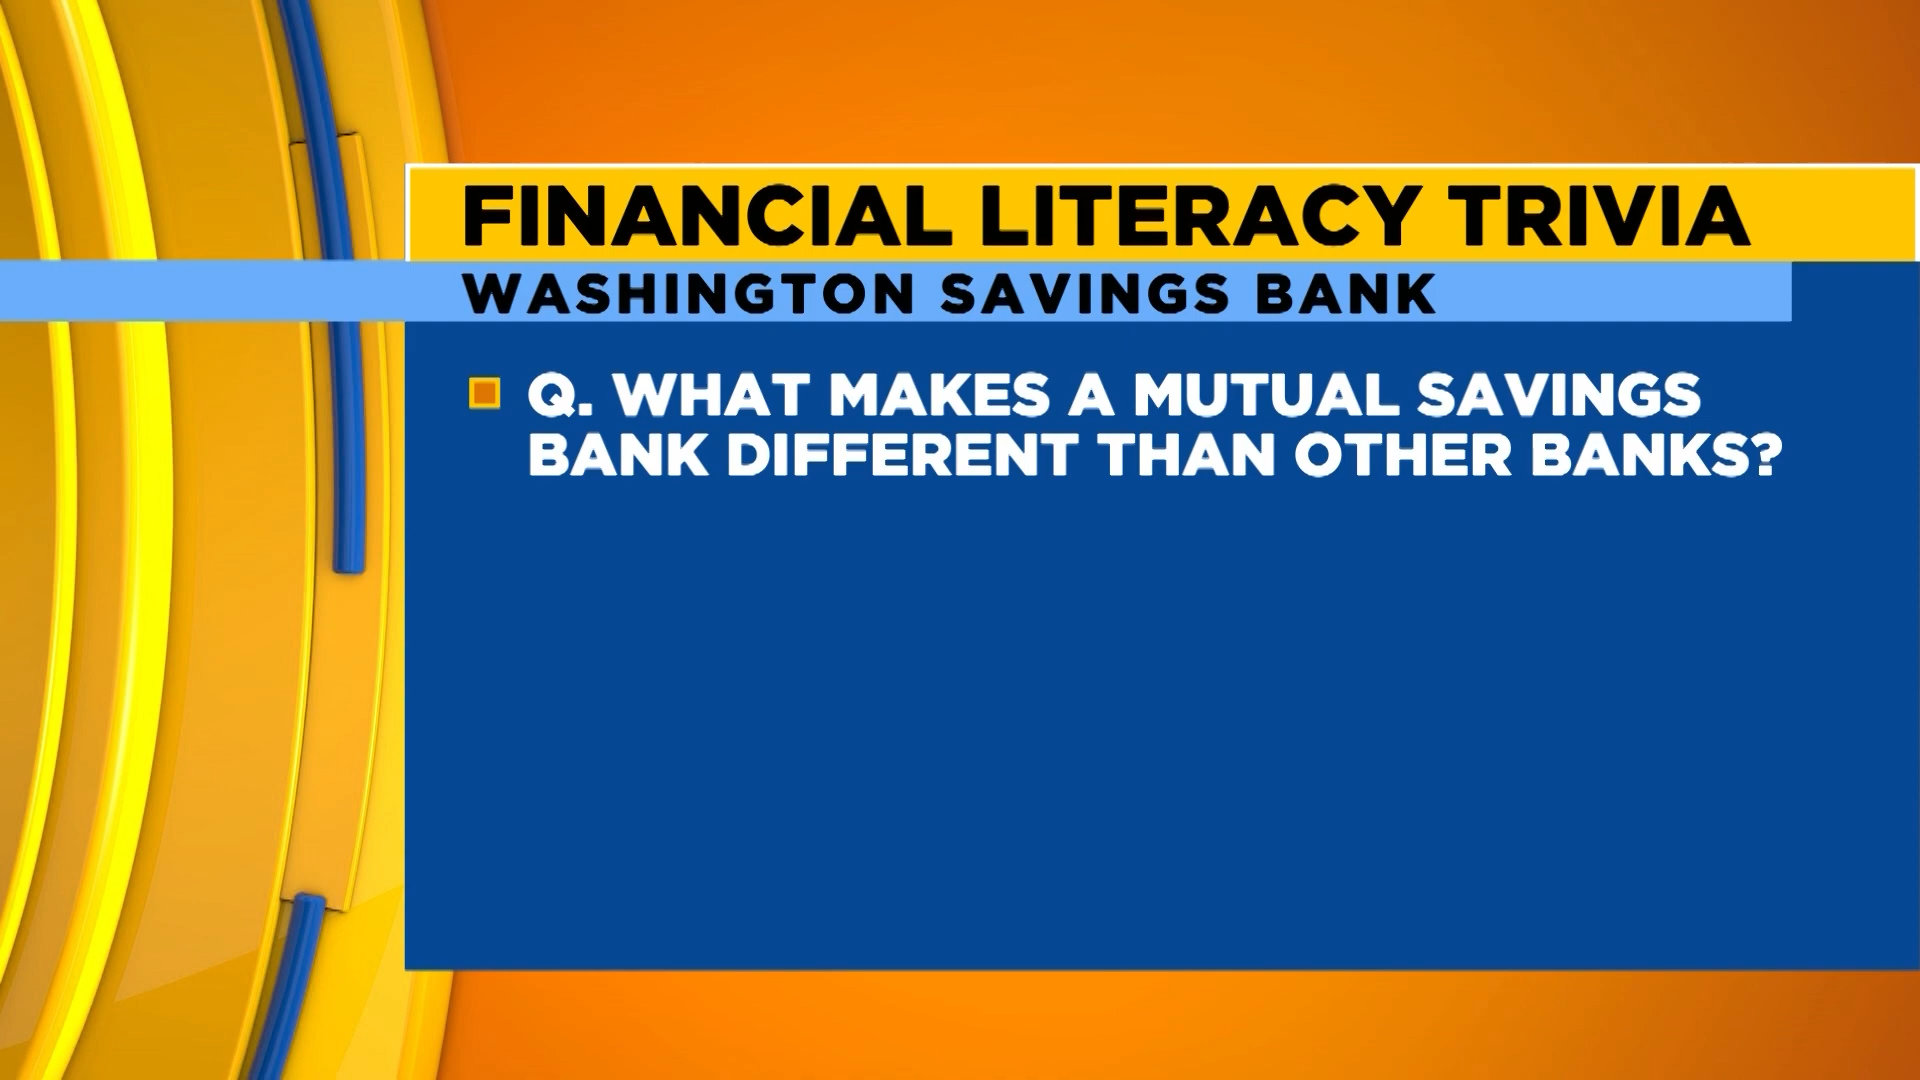 FINANCIAL LITERACY TRIVIA
WASHINGTON SAVINGS BANK
Q. WHAT MAKES A MUTUAL SAVINGS
BANK DIFFERENT THAN OTHER BANKS?